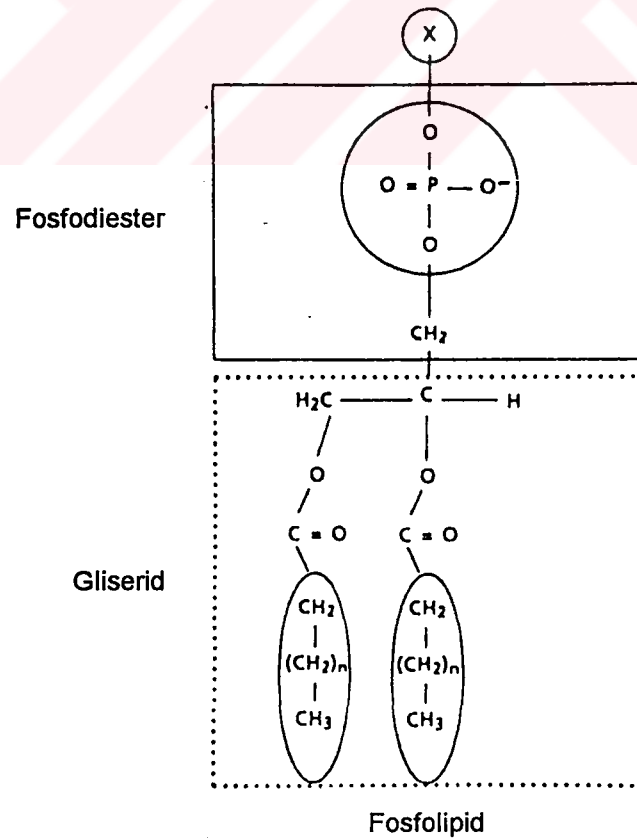 X
O
Fosfodiester
O = P — O⁻
O
CH₂
H₂C — C — H
O O
C = O C = O
Gliserid
CH₂ CH₂
(CH₂)ₙ (CH₂)ₙ
CH₃ CH₃
Fosfolipid